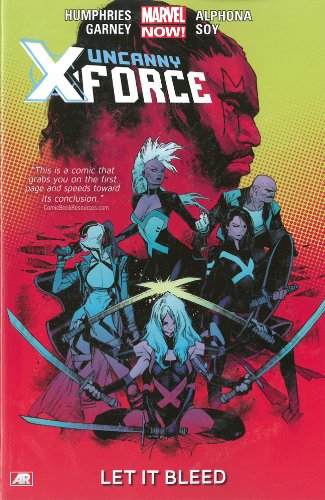 HUMPHRIES
GARNEY
MARVEL
NOW!
ALPHONA
SOY
UNCANNY
X-FORCE
"This is a comic that
grabs you on the first
page and speeds toward
its conclusion."
ComicBookResources.com
AR
LET IT BLEED